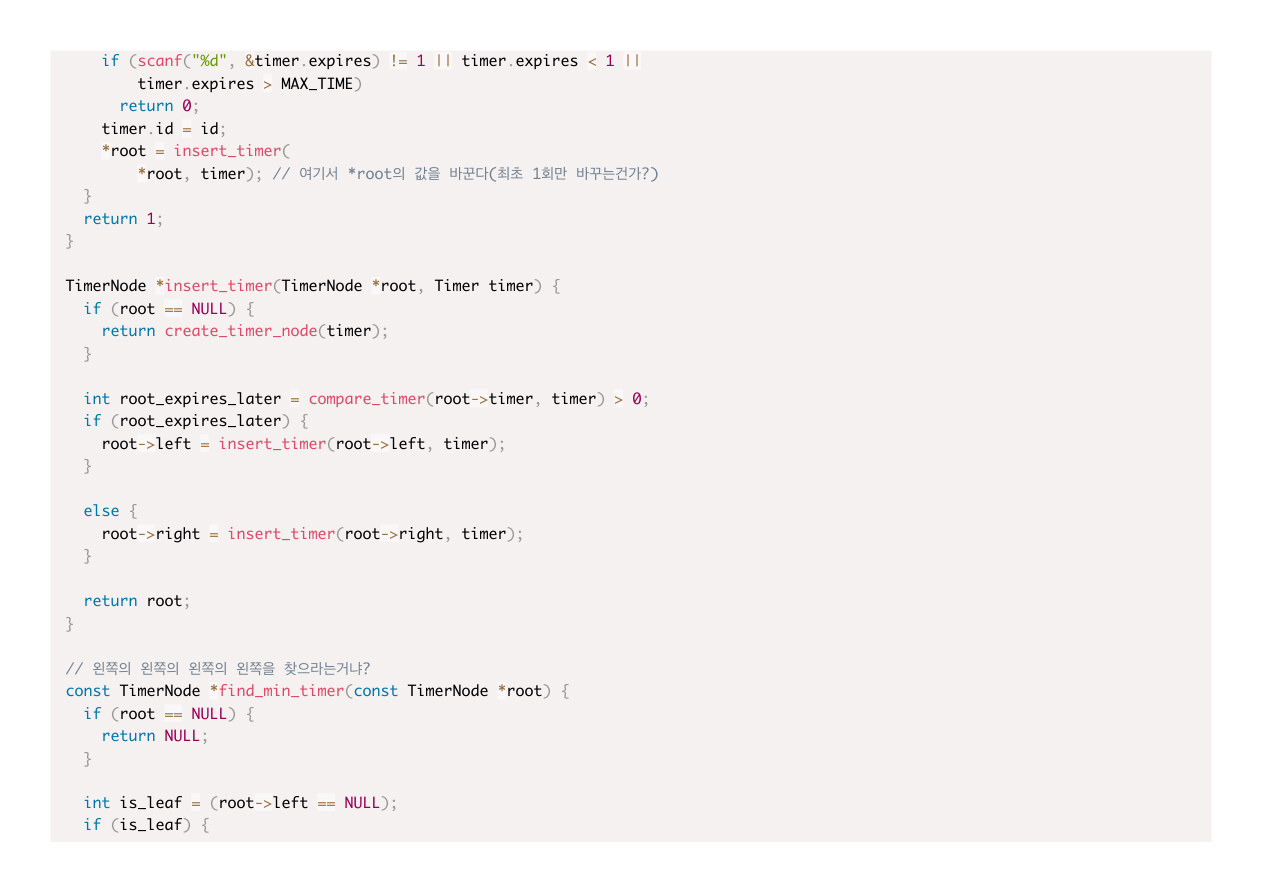 if (scanf("%d", &timer.expires) != 1 || timer.expires < 1 ||
        timer.expires > MAX_TIME)
      return 0;
    timer.id = id;
    *root = insert_timer(
        *root, timer); // 여기서 *root의 값을 바꾼다(최초 1회만 바꾸는건가?)
  }
  return 1;
}

TimerNode *insert_timer(TimerNode *root, Timer timer) {
  if (root == NULL) {
    return create_timer_node(timer);
  }

  int root_expires_later = compare_timer(root->timer, timer) > 0;
  if (root_expires_later) {
    root->left = insert_timer(root->left, timer);
  }

  else {
    root->right = insert_timer(root->right, timer);
  }

  return root;
}

// 왼쪽의 왼쪽의 왼쪽의 왼쪽을 찾으라는거냐?
const TimerNode *find_min_timer(const TimerNode *root) {
  if (root == NULL) {
    return NULL;
  }

  int is_leaf = (root->left == NULL);
  if (is_leaf) {